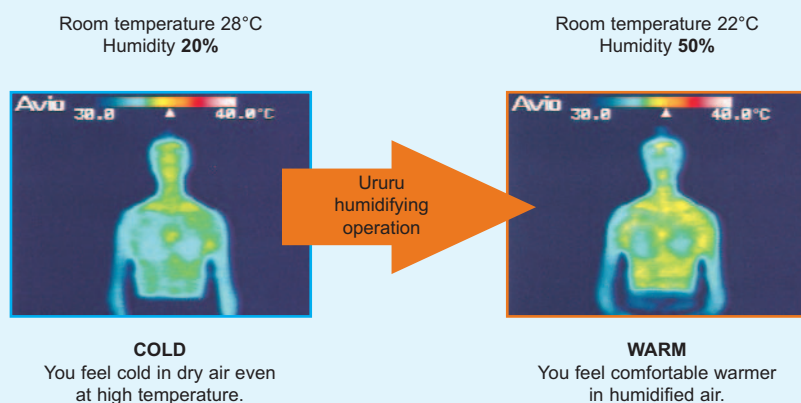 Room temperature 28°C
Humidity 20%
Room temperature 22°C
Humidity 50%
Avio
30.0
40.0°C
Ururu
humidifying
operation
Avio
30.0
40.0°C
COLD
You feel cold in dry air even
at high temperature.
WARM
You feel comfortable warmer
in humidified air.